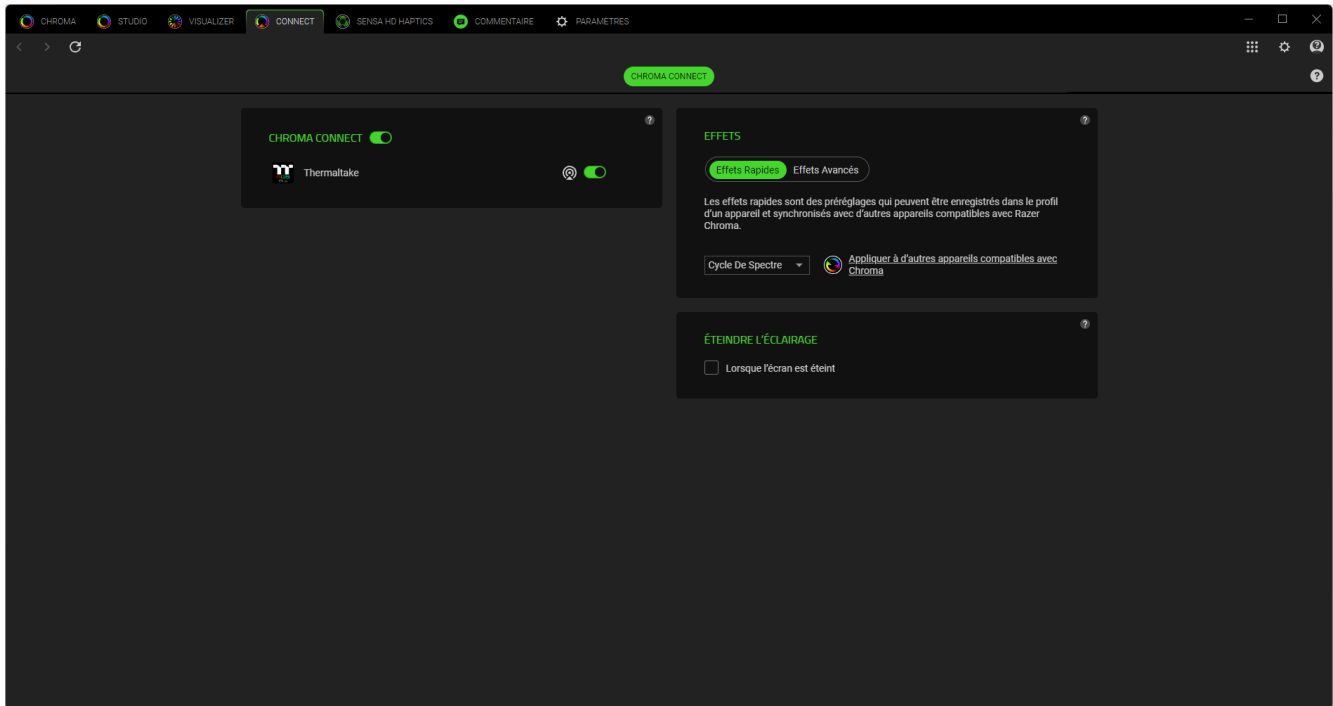 CHROMA
STUDIO
VISUALIZER
CONNECT
SENSA HD HAPTICS
COMMENTAIRE
PARAMÈTRES
CHROMA CONNECT
CHROMA CONNECT
Thermaltake
EFFETS
Effets Rapides
Effets Avancés
Les effets rapides sont des préréglages qui peuvent être enregistrés dans le profil
d'un appareil et synchronisés avec d'autres appareils compatibles avec Razer
Chroma.
Cycle De Spectre
Appliquer à d'autres appareils compatibles avec
Chroma
ÉTEINDRE L'ÉCLAIRAGE
Lorsque l'écran est éteint